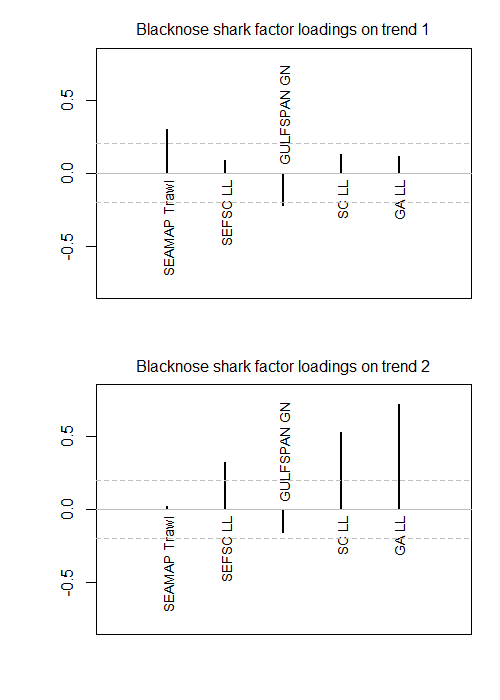 Blacknose shark factor loadings on trend 1
0.5
0.0
-0.5
SEAMAP Trawl
SEFSC LL
GULFSPAN GN
SC LL
GA LL
Blacknose shark factor loadings on trend 2
0.5
0.0
-0.5
SEAMAP Trawl
SEFSC LL
GULFSPAN GN
SC LL
GA LL